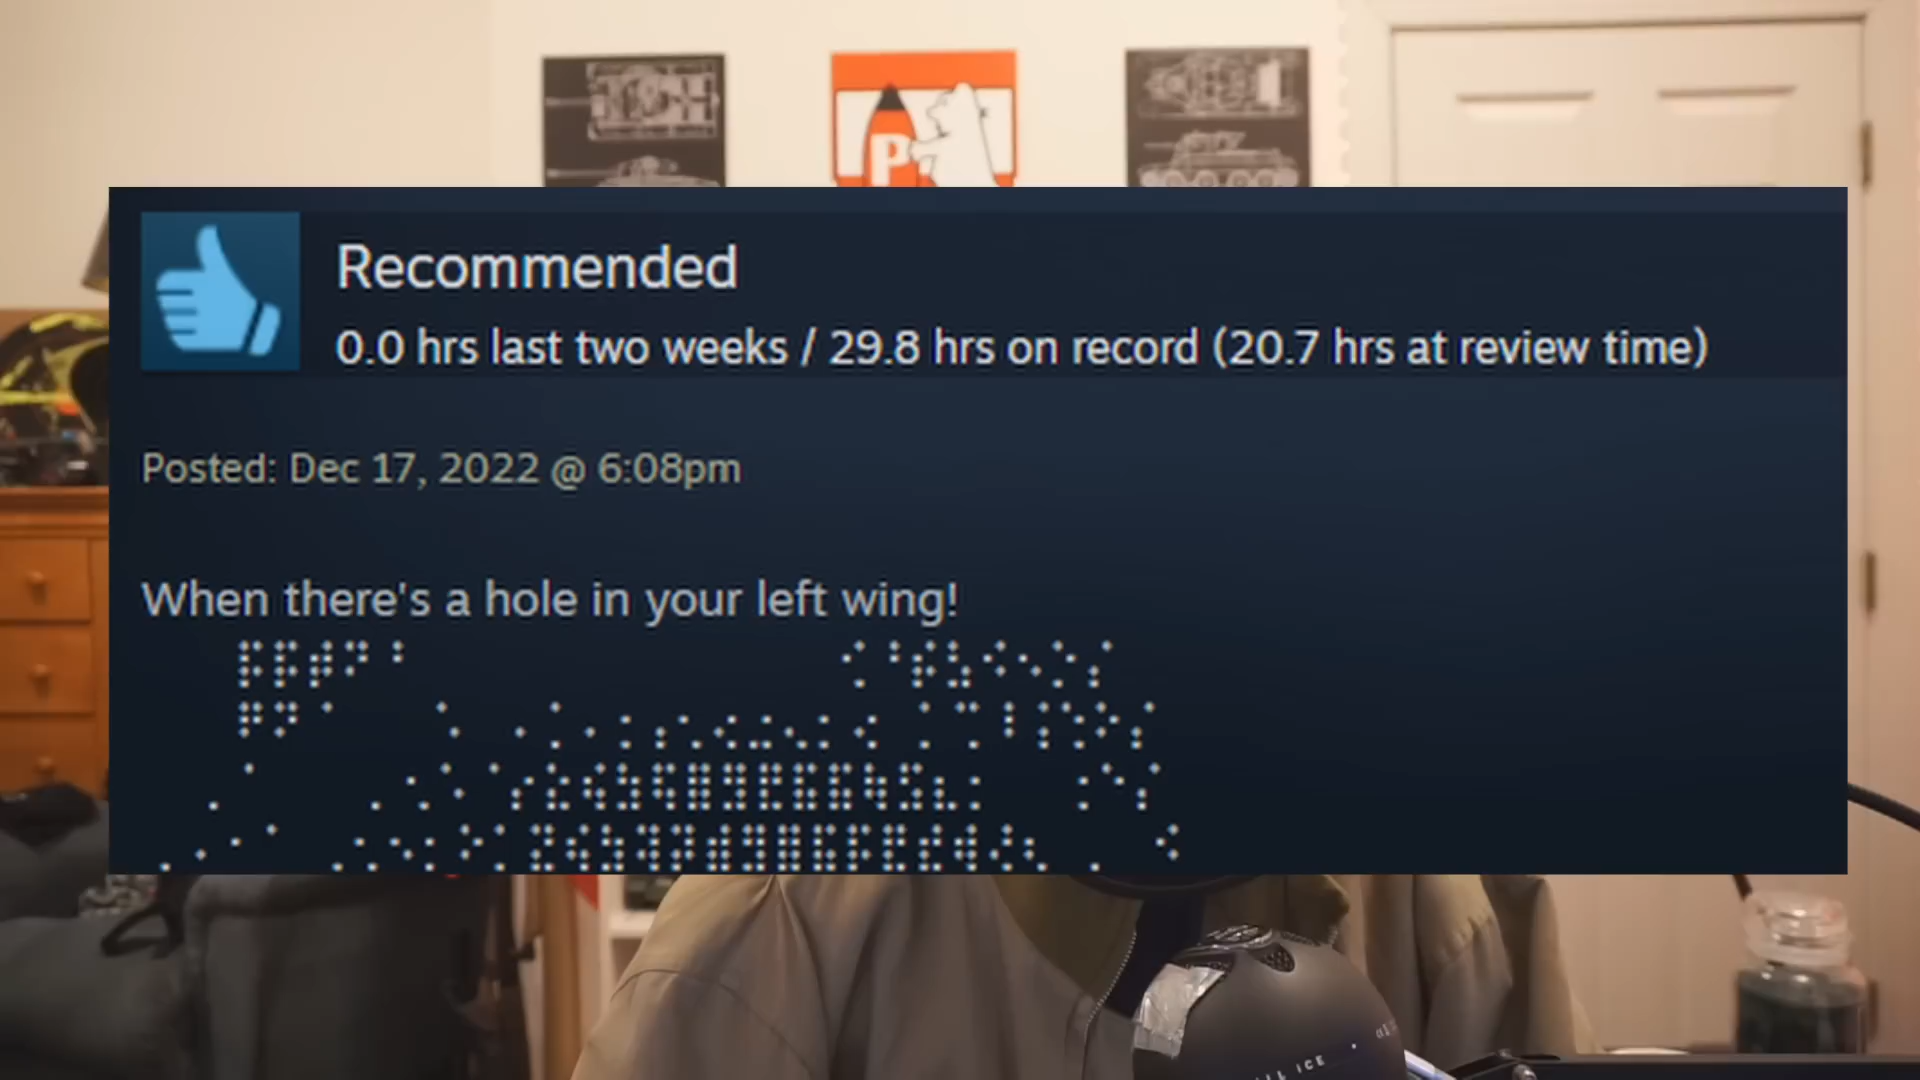 P
Recommended
0.0 hrs last two weeks / 29.8 hrs on record (20.7 hrs at review time)
Posted: Dec 17, 2022 @ 6:08pm
When there's a hole in your left wing!
ICE